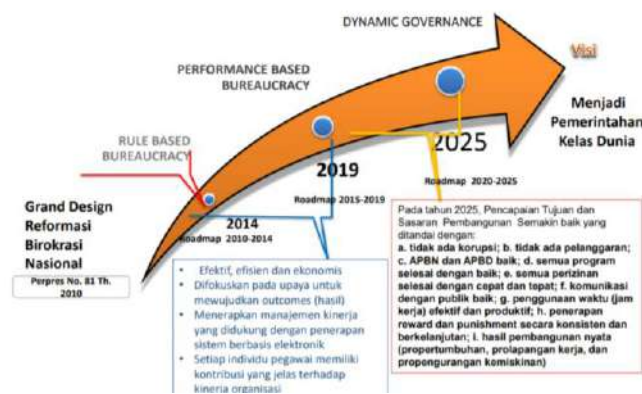 DYNAMIC GOVERNANCE
Visi
PERFORMANCE BASED
BUREAUCRACY
Menjadi
Pemerintahan
Kelas Dunia
RULE BASED
BUREAUCRACY
2025
Roadmap 2020-2025
2019
Roadmap 2015-2019
2014
Roadmap 2010-2014
Grand Design
Reformasi
Birokrasi
Nasional
Perpres No. 81 Th.
2010
• Efektif, efisien dan ekonomis
• Difokuskan pada upaya untuk
mewujudkan outcomes (hasil)
• Menerapkan manajemen kinerja
yang didukung dengan penerapan
sistem berbasis elektronik
• Setiap individu pegawai memiliki
kontribusi yang jelas terhadap
kinerja organisasi
Pada tahun 2025, Pencapaian Tujuan dan
Sasaran Pembangunan Semakin baik yang
ditandai dengan:
a. tidak ada korupsi; b. tidak ada pelanggaran;
c. APBN dan APBD baik; d. semua program
selesai dengan baik; e. semua perizinan
selesai dengan cepat dan tepat; f. komunikasi
dengan publik baik; g. penggunaan waktu (jam
kerja) efektif dan produktif; h. penerapan
reward dan punishment secara konsisten dan
berkelanjutan; i. hasil pembangunan nyata
(propertumbuhan, prolapangan kerja, dan
propengurangan kemiskinan)